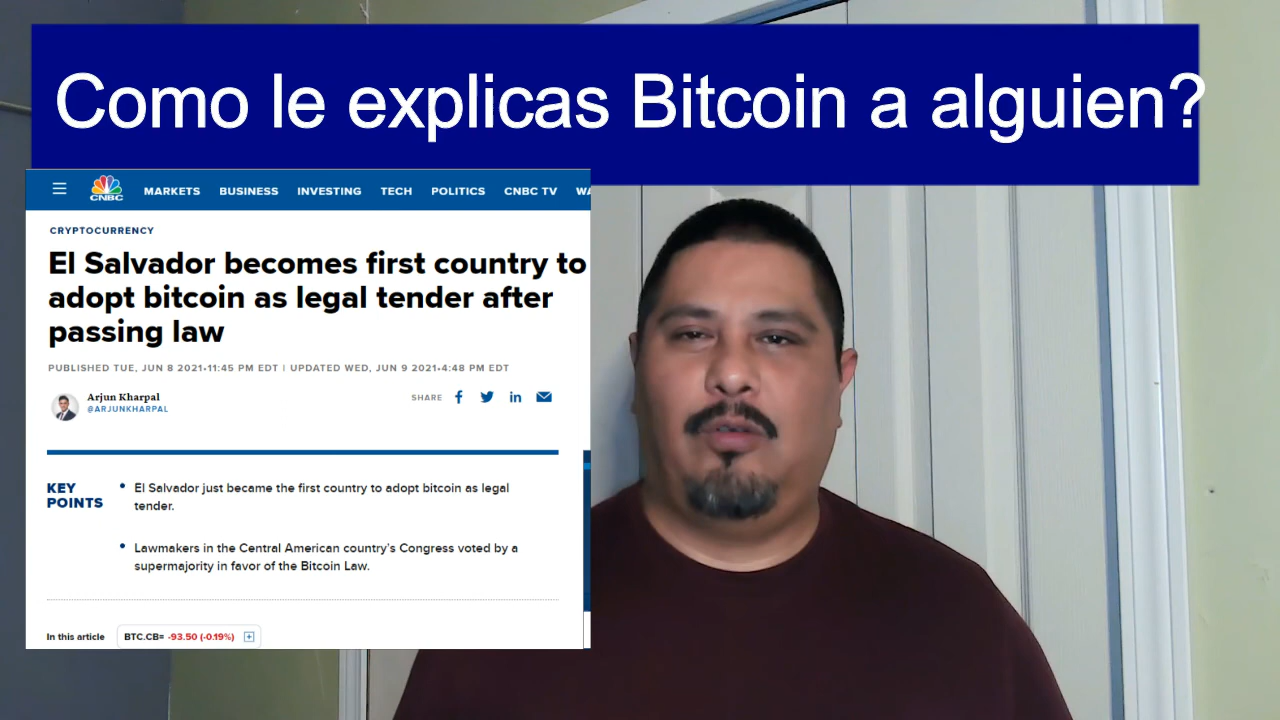 Como le explicas Bitcoin a alguien?
CNBC
MARKETS BUSINESS INVESTING TECH POLITICS CNBC TV WA
CRYPTOCURRENCY
El Salvador becomes first country to
adopt bitcoin as legal tender after
passing law
PUBLISHED TUE, JUN 8 2021•11:45 PM EDT | UPDATED WED, JUN 9 2021•4:48 PM EDT
Arjun Kharpal
@ARJUNKHARPAL
SHARE
KEY
POINTS
• El Salvador just became the first country to adopt bitcoin as legal
tender.
• Lawmakers in the Central American country's Congress voted by a
supermajority in favor of the Bitcoin Law.
In this article
BTC.CB= -93.50 (-0.19%)